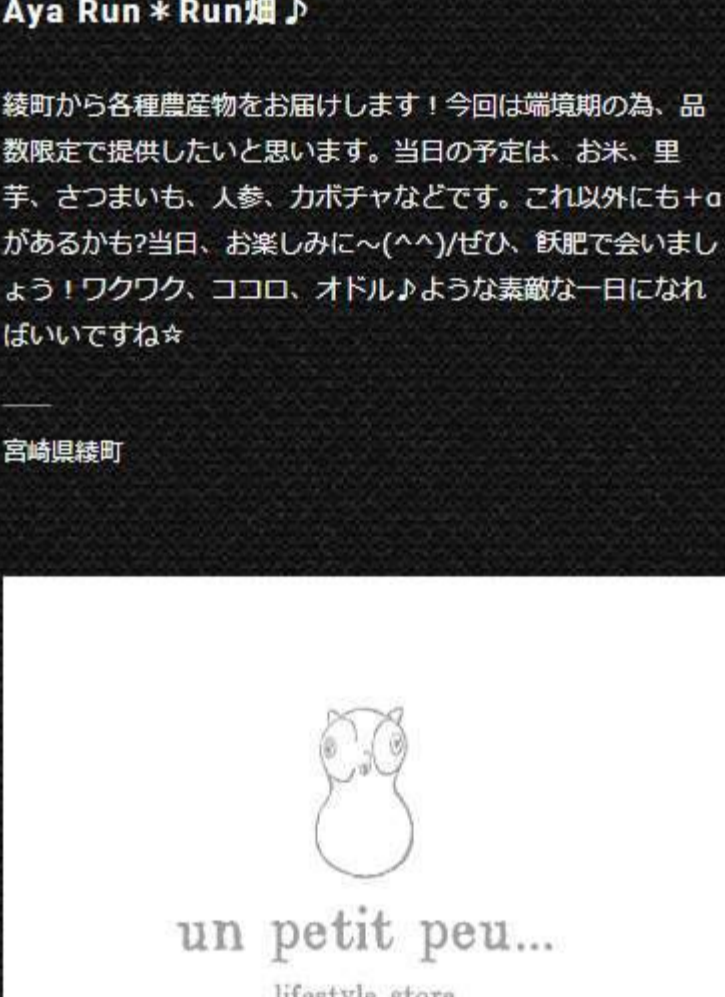 Aya Run＊Run畑♪
綾町から各種農産物をお届けします！今回は端境期の為、品
数限定で提供したいと思います。当日の予定は、お米、里
芋、さつまいも、人参、カボチャなどです。これ以外にも＋α
があるかも?当日、お楽しみに～(^^)/ぜひ、飫肥で会いまし
ょう！ワクワク、ココロ、オドル♪ような素敵な一日になれ
ばいいですね☆
宮崎県綾町
un petit peu...
lifestyle store